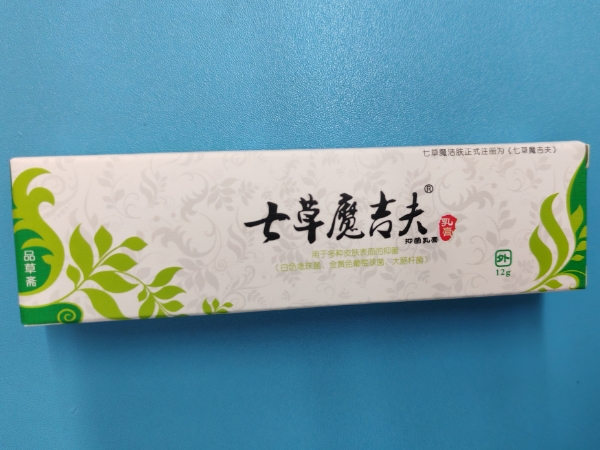 七草魔洁肤正式注册为《七草魔吉夫》
七草魔吉夫®
乳膏
抑菌乳膏
用于多种皮肤表面的抑菌
(白色念珠菌、金黄色葡萄球菌、大肠杆菌)
品草斋
外
12g